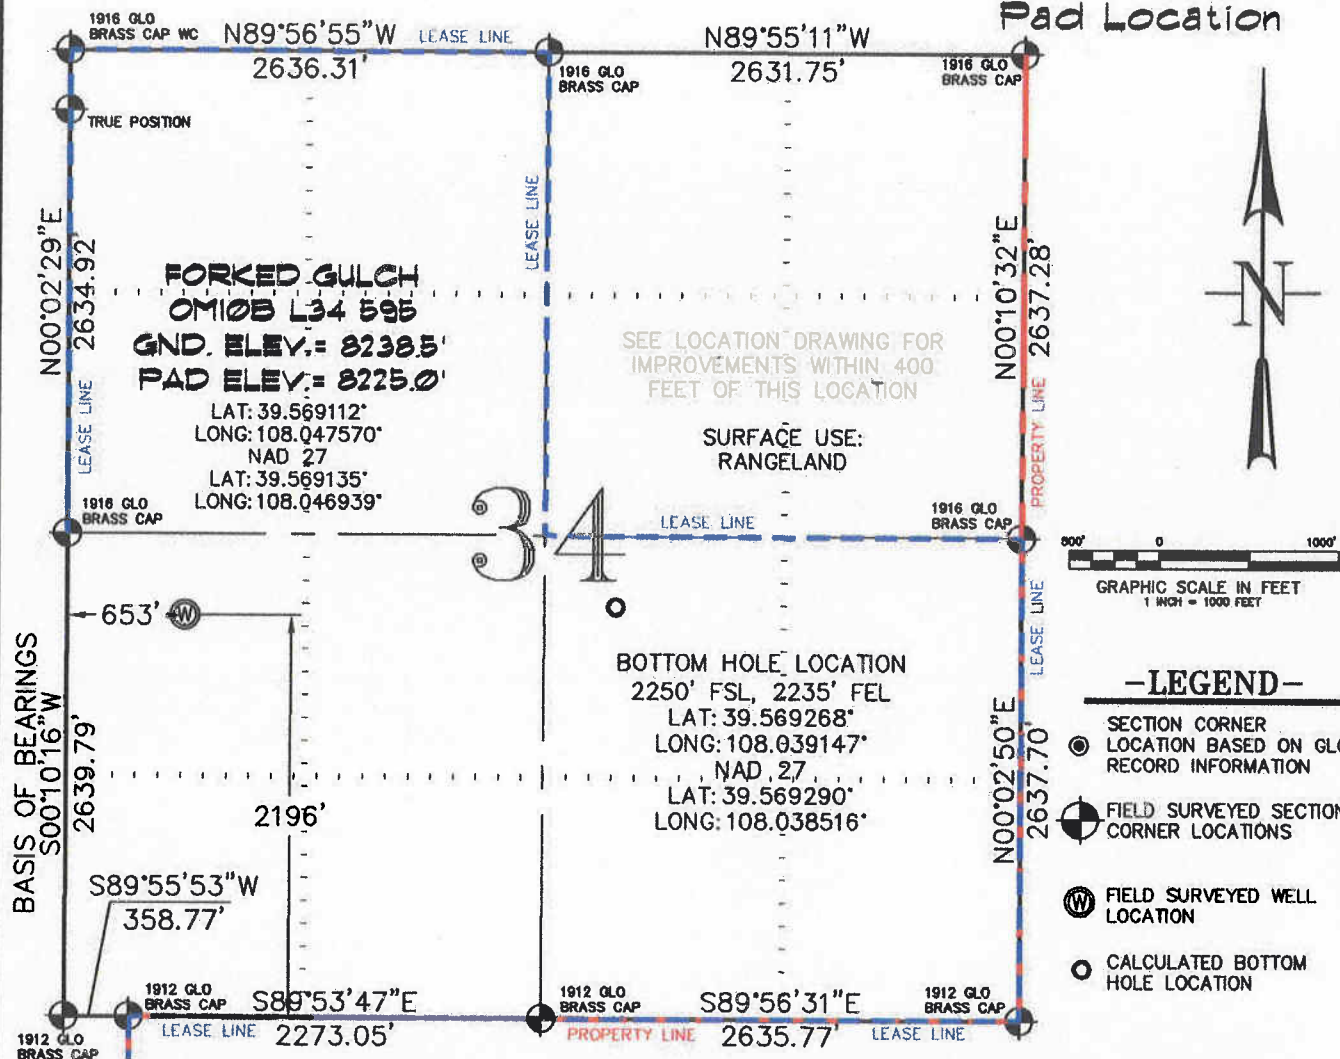 Pad Location
1916 GLO
BRASS CAP WC
N89°56'55"W
LEASE LINE
2636.31'
N89°55'11"W
2631.75'
1916 GLO
BRASS CAP
1916 GLO
BRASS CAP
TRUE POSITION
N00°02'29"E
2634.92'
LEASE LINE
LEASE LINE
FORKED GULCH
OM10B L34 595
GND. ELEV.= 8238.5'
PAD ELEV.= 8225.0'
LAT: 39.569112°
LONG: 108.047570°
NAD 27
LAT: 39.569135°
LONG: 108.046939°
SEE LOCATION DRAWING FOR
IMPROVEMENTS WITHIN 400
FEET OF THIS LOCATION
SURFACE USE:
RANGELAND
N00°10'32"E
2637.28'
PROPERTY LINE
N
1916 GLO
BRASS CAP
34
LEASE LINE
1916 GLO
BRASS CAP
800' 0 1000'
GRAPHIC SCALE IN FEET
1 INCH = 1000 FEET
653'
W
BOTTOM HOLE LOCATION
2250' FSL, 2235' FEL
LAT: 39.569268°
LONG: 108.039147°
NAD 27
LAT: 39.569290°
LONG: 108.038516°
LEASE LINE
N00°02'50"E
2637.70'
BASIS OF BEARINGS
S00°10'16"W
2639.79'
2196'
S89°55'53"W
358.77'
-LEGEND-
SECTION CORNER
LOCATION BASED ON GLO
RECORD INFORMATION
FIELD SURVEYED SECTION
CORNER LOCATIONS
W
FIELD SURVEYED WELL
LOCATION
CALCULATED BOTTOM
HOLE LOCATION
1912 GLO
BRASS CAP
1912 GLO
BRASS CAP
S89°53'47"E
LEASE LINE
2273.05'
1912 GLO
BRASS CAP
S89°56'31"E
PROPERTY LINE
2635.77'
LEASE LINE
1912 GLO
BRASS CAP